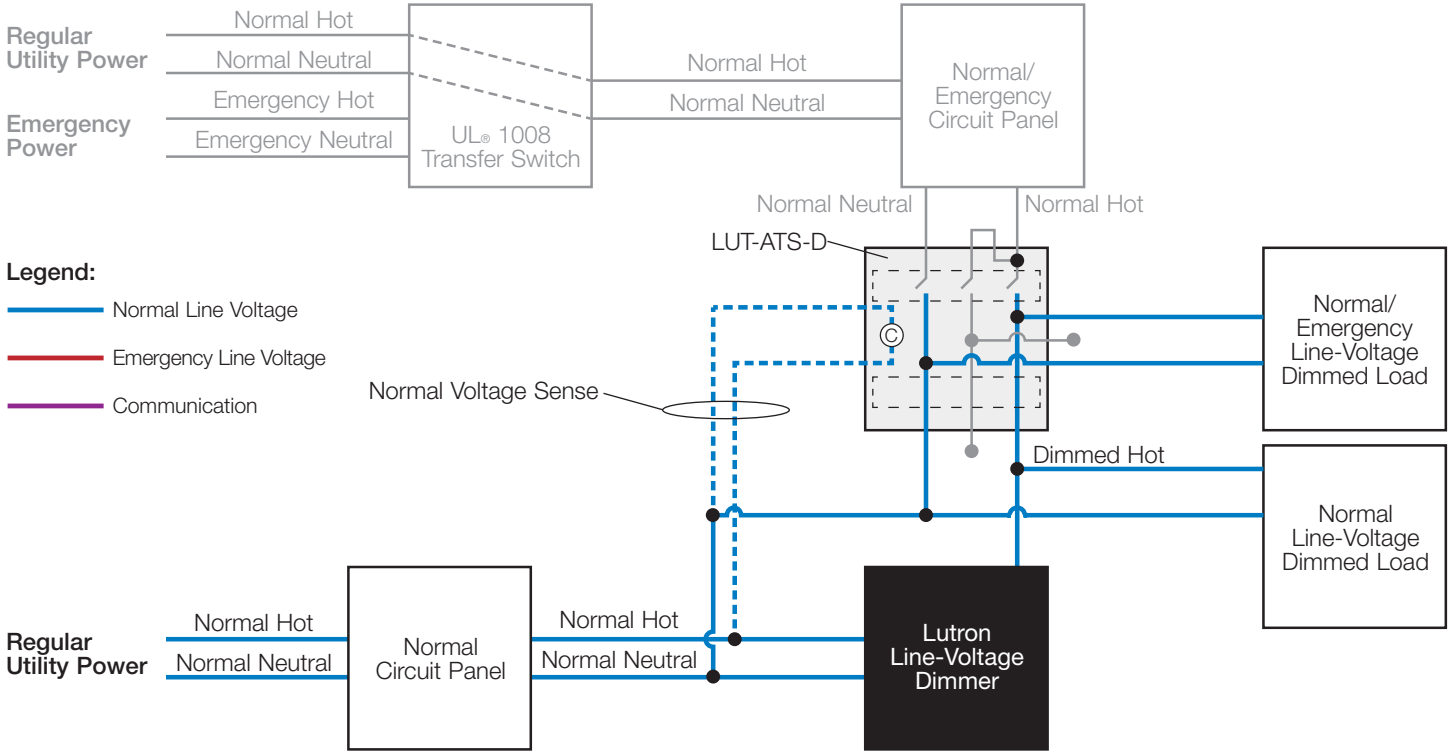 Regular
Utility Power
Normal Hot
Normal Neutral
Emergency
Power
Emergency Hot
Emergency Neutral
UL® 1008
Transfer Switch
Normal Hot
Normal Neutral
Normal/
Emergency
Circuit Panel
Normal Neutral
Normal Hot
LUT-ATS-D
Legend:
Normal Line Voltage
Emergency Line Voltage
Communication
C
Normal Voltage Sense
Normal/
Emergency
Line-Voltage
Dimmed Load
Dimmed Hot
Normal
Line-Voltage
Dimmed Load
Regular
Utility Power
Normal Hot
Normal Neutral
Normal
Circuit Panel
Normal Hot
Normal Neutral
Lutron
Line-Voltage
Dimmer